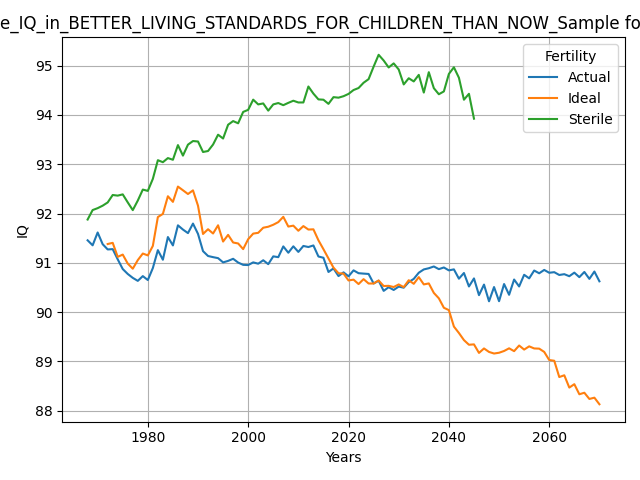 e_IQ_in_BETTER_LIVING_STANDARDS_FOR_CHILDREN_THAN_NOW_Sample fo
Fertility
Actual
Ideal
Sterile
95
94
93
92
91
90
89
88
IQ
1980 2000 2020 2040 2060
Years